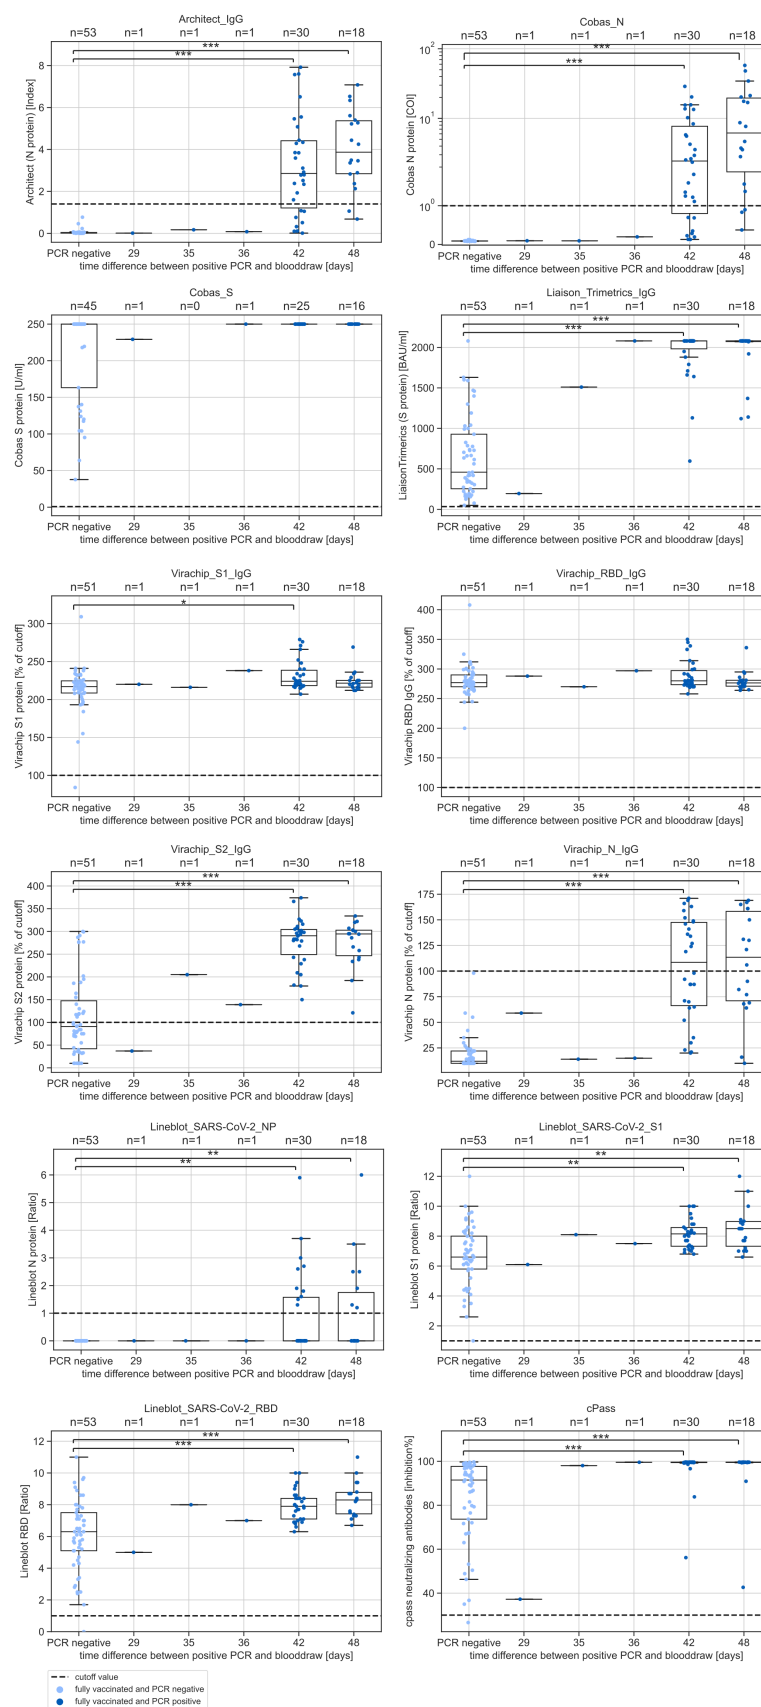 Architect_IgG
n=53 n=1 n=1 n=1 n=30 n=18
***
***
Architect (N protein) [Index]
8
6
4
2
0
PCR negative 29 35 36 42 48
time difference between positive PCR and blooddraw [days]
Cobas_N
n=53 n=1 n=1 n=1 n=30 n=18
***
***
Cobas N protein [COI]
10^2
10^1
10^0
0
PCR negative 29 35 36 42 48
time difference between positive PCR and blooddraw [days]
Cobas_S
n=45 n=1 n=0 n=1 n=25 n=16
Cobas S protein [U/ml]
250
200
150
100
50
0
PCR negative 29 35 36 42 48
time difference between positive PCR and blooddraw [days]
Liaison_Trimetrics_IgG
n=53 n=1 n=1 n=1 n=30 n=18
***
***
LiaisonTrimerics (S protein) [BAU/ml]
2000
1500
1000
500
0
PCR negative 29 35 36 42 48
time difference between positive PCR and blooddraw [days]
Virachip_S1_IgG
n=51 n=1 n=1 n=1 n=30 n=18
*
Virachip S1 protein [% of cutoff]
300
250
200
150
100
PCR negative 29 35 36 42 48
time difference between positive PCR and blooddraw [days]
Virachip_RBD_IgG
n=51 n=1 n=1 n=1 n=30 n=18
Virachip RBD IgG [% of cutoff]
400
350
300
250
200
150
100
PCR negative 29 35 36 42 48
time difference between positive PCR and blooddraw [days]
Virachip_S2_IgG
n=51 n=1 n=1 n=1 n=30 n=18
***
***
Virachip S2 protein [% of cutoff]
400
350
300
250
200
150
100
50
0
PCR negative 29 35 36 42 48
time difference between positive PCR and blooddraw [days]
Virachip_N_IgG
n=51 n=1 n=1 n=1 n=30 n=18
***
***
Virachip N protein [% of cutoff]
175
150
125
100
75
50
25
PCR negative 29 35 36 42 48
time difference between positive PCR and blooddraw [days]
Lineblot_SARS-CoV-2_NP
n=53 n=1 n=1 n=1 n=30 n=18
**
**
Lineblot N protein [Ratio]
6
5
4
3
2
1
0
PCR negative 29 35 36 42 48
time difference between positive PCR and blooddraw [days]
Lineblot_SARS-CoV-2_S1
n=53 n=1 n=1 n=1 n=30 n=18
**
**
Lineblot S1 protein [Ratio]
12
10
8
6
4
2
PCR negative 29 35 36 42 48
time difference between positive PCR and blooddraw [days]
Lineblot_SARS-CoV-2_RBD
n=53 n=1 n=1 n=1 n=30 n=18
***
***
Lineblot RBD [Ratio]
12
10
8
6
4
2
0
PCR negative 29 35 36 42 48
time difference between positive PCR and blooddraw [days]
cPass
n=53 n=1 n=1 n=1 n=30 n=18
***
***
cpass neutralizing antibodies [inhibition%]
100
80
60
40
PCR negative 29 35 36 42 48
time difference between positive PCR and blooddraw [days]
cutoff value
fully vaccinated and PCR negative
fully vaccinated and PCR positive